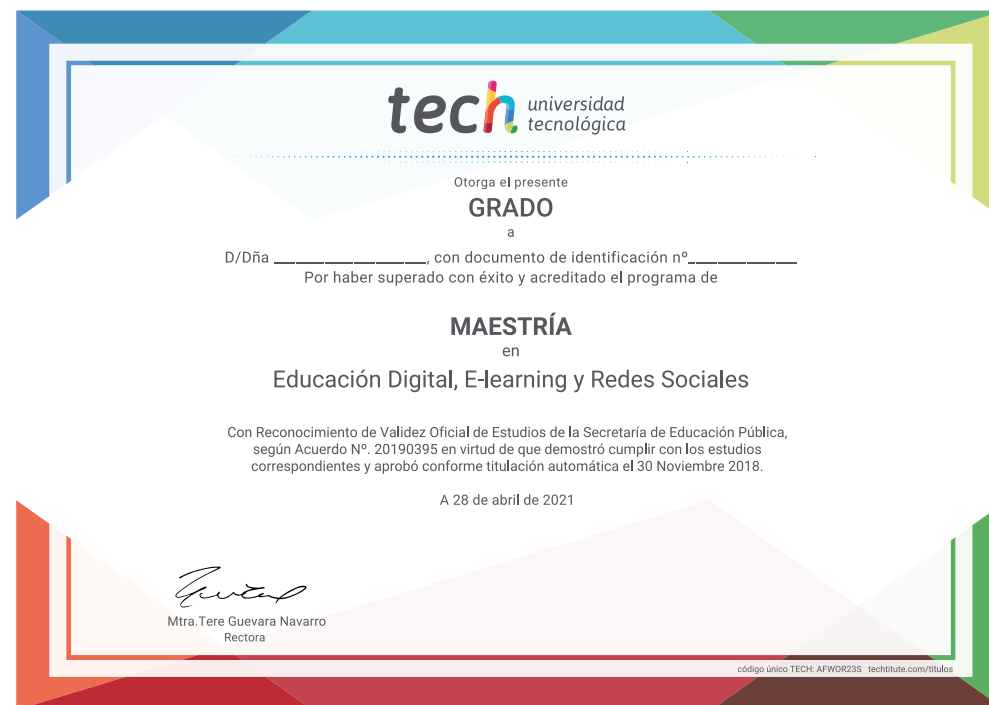 tech universidad
tecnológica
Otorga el presente
GRADO
a
D/Dña ____________________, con documento de identificación nº______________
Por haber superado con éxito y acreditado el programa de
MAESTRÍA
en
Educación Digital, E-learning y Redes Sociales
Con Reconocimiento de Validez Oficial de Estudios de la Secretaría de Educación Pública,
según Acuerdo Nº. 20190395 en virtud de que demostró cumplir con los estudios
correspondientes y aprobó conforme titulación automática el 30 Noviembre 2018.
A 28 de abril de 2021
Mtra.Tere Guevara Navarro
Rectora
código único TECH: AFWOR23S techtitute.com/titulos